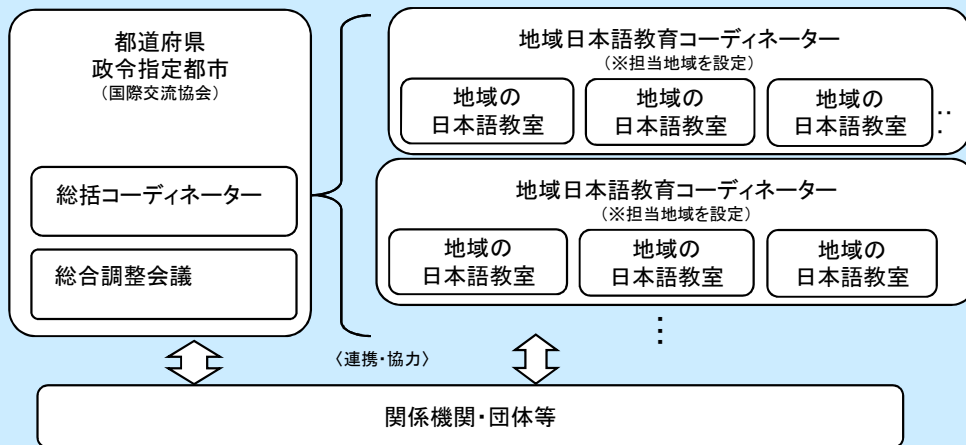 都道府県
政令指定都市
（国際交流協会）
総括コーディネーター
総合調整会議
地域日本語教育コーディネーター
（※担当地域を設定）
地域の
日本語教室
地域の
日本語教室
地域の
日本語教室
‥
．
地域日本語教育コーディネーター
（※担当地域を設定）
地域の
日本語教室
地域の
日本語教室
地域の
日本語教室
⋮
〈連携・協力〉
関係機関・団体等